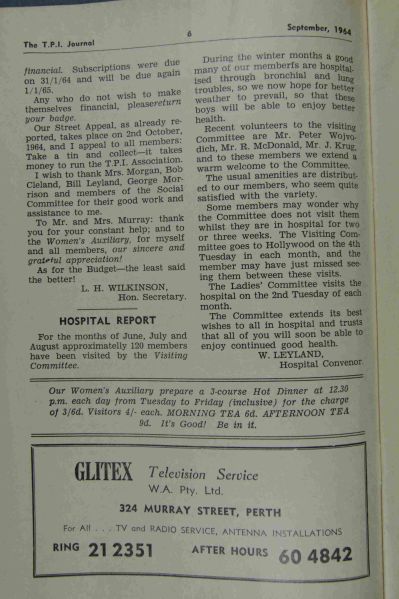 The T.P.I. Journal
6
September, 1964
financial. Subscriptions were due
on 31/1/64 and will be due again
1/1/65.
Any who do not wish to make
themselves financial, please return
your badge.
Our Street Appeal, as already re-
ported, takes place on 2nd October,
1964, and I appeal to all members:
Take a tin and collect—it takes
money to run the T.P.I. Association.
I wish to thank Mrs. Morgan, Bob
Cleland, Bill Leyland, George Mor-
rison and members of the Social
Committee for their good work and
assistance to me.
To Mr. and Mrs. Murray: thank
you for your constant help; and to
the Women's Auxiliary, for myself
and all members, our sincere and
grateful appreciation!
As for the Budget—the least said
the better!
L. H. WILKINSON,
Hon. Secretary.
HOSPITAL REPORT
For the months of June, July and
August approximatelly 120 members
have been visited by the Visiting
Committee.
During the winter months a good
many of our memberfs are hospital-
ised through bronchial and lung
troubles, so we now hope for better
weather to prevail, so that these
boys will be able to enjoy better
health.
Recent volunteers to the visiting
Committee are Mr. Peter Wojvo-
dich, Mr. R. McDonald, Mr. J. Krug,
and to these members we extend a
warm welcome to the Committee.
The usual amenities are distribut-
ed to our members, who seem quite
satisfied with the variety.
Some members may wonder why
the Committee does not visit them
whilst they are in hospital for two
or three weeks. The Visiting Com-
mittee goes to Hollywood on the 4th
Tuesday in each month, and the
member may have just missed see-
ing them between these visits.
The Ladies' Committee visits the
hospital on the 2nd Tuesday of each
month.
The Committee extends its best
wishes to all in hospital and trusts
that all of you will soon be able to
enjoy continued good health.
W. LEYLAND,
Hospital Convenor
Our Women's Auxiliary prepare a 3-course Hot Dinner at 12.30
p.m. each day from Tuesday to Friday (inclusive) for the charge
of 3/6d. Visitors 4/- each. MORNING TEA 6d. AFTERNOON TEA
9d. It's Good! Be in it.
GLITEX Television Service
W.A. Pty. Ltd.
324 MURRAY STREET, PERTH
For All . . . TV and RADIO SERVICE, ANTENNA INSTALLATIONS
RING 21 2351 AFTER HOURS 60 4842